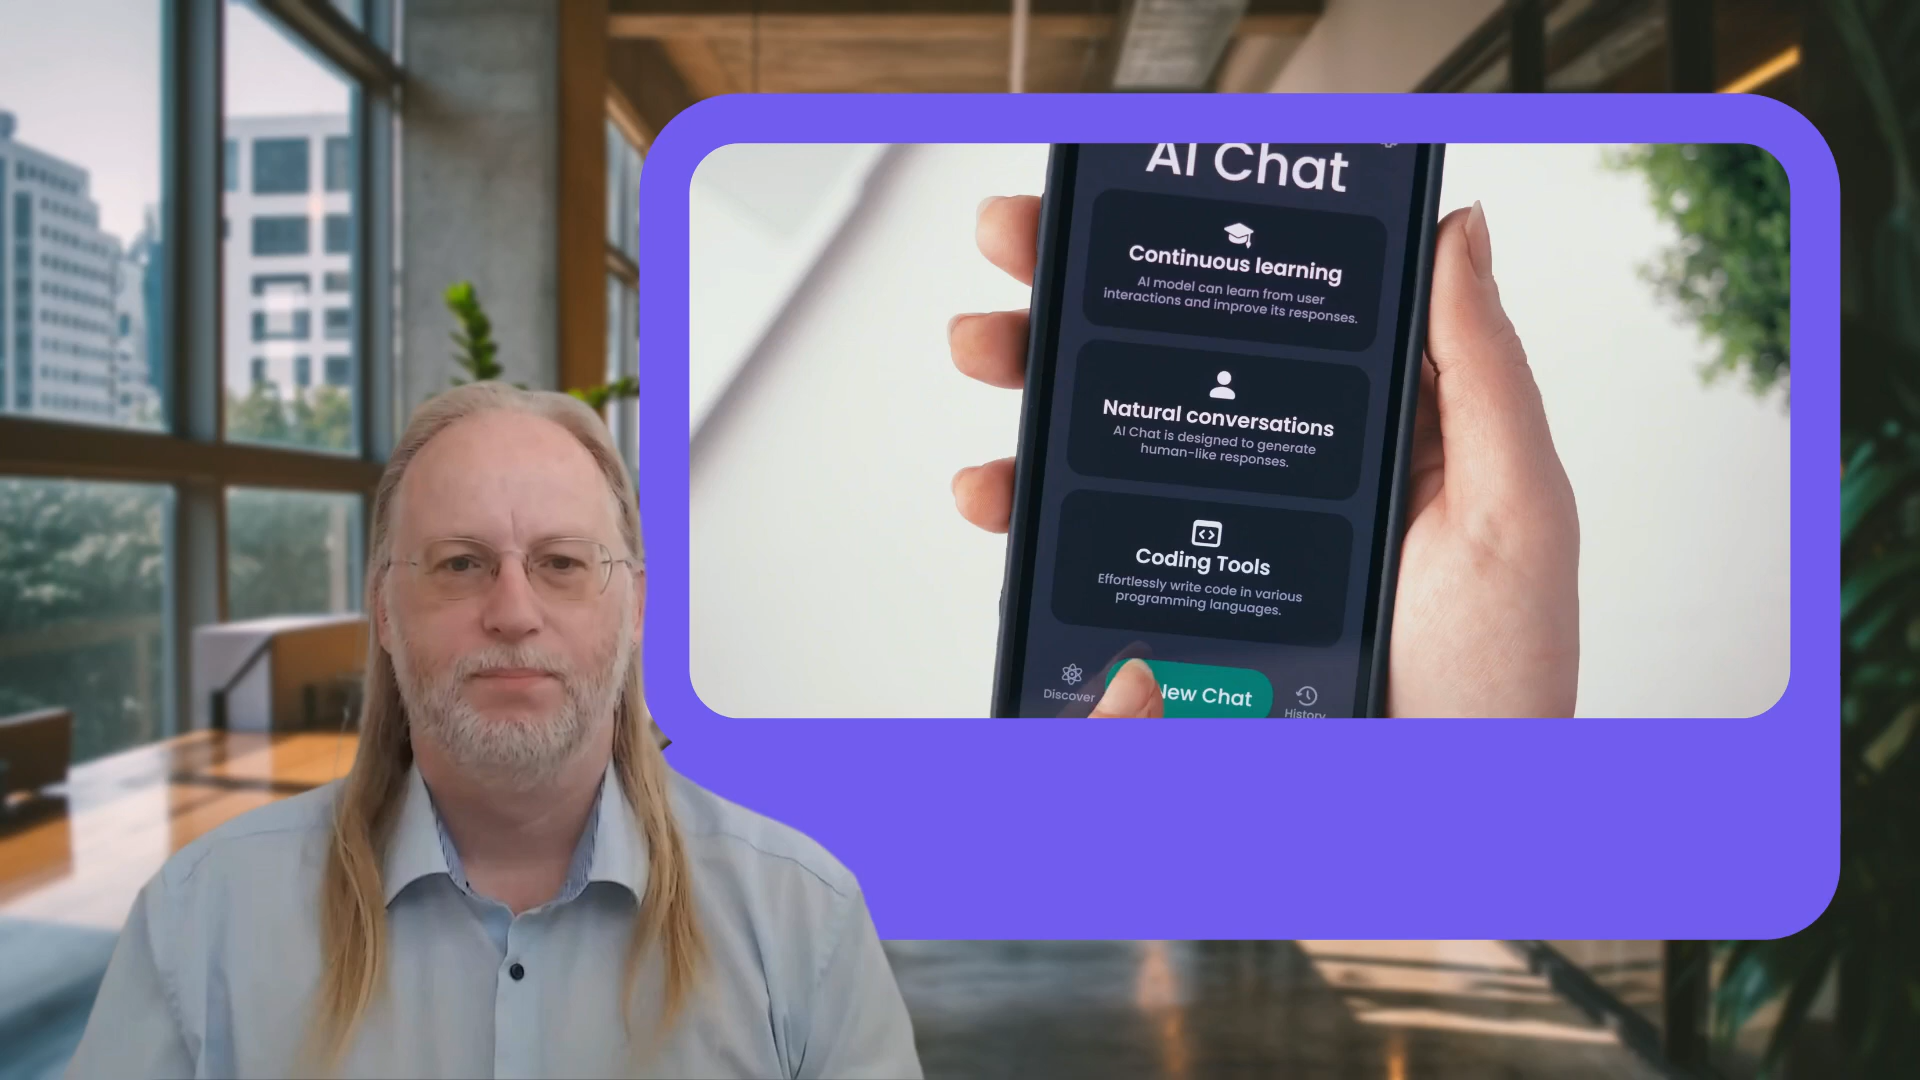 AI Chat
Continuous learning
AI model can learn from user
interactions and improve its responses.
Natural conversations
AI Chat is designed to generate
human-like responses.
Coding Tools
Effortlessly write code in various
programming languages.
Discover
New Chat
History